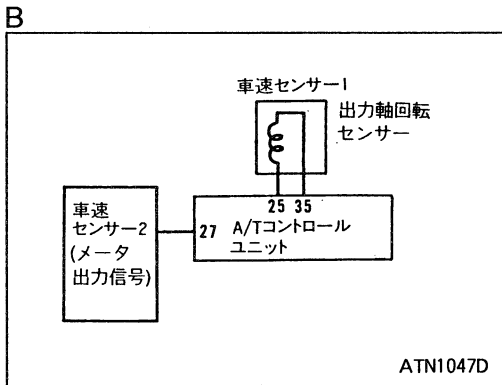 B
車速センサー1
出力軸回転
センサー
25 35
車速
センサー2
(メータ
出力信号)
27 A/Tコントロール
ユニット
ATN1047D